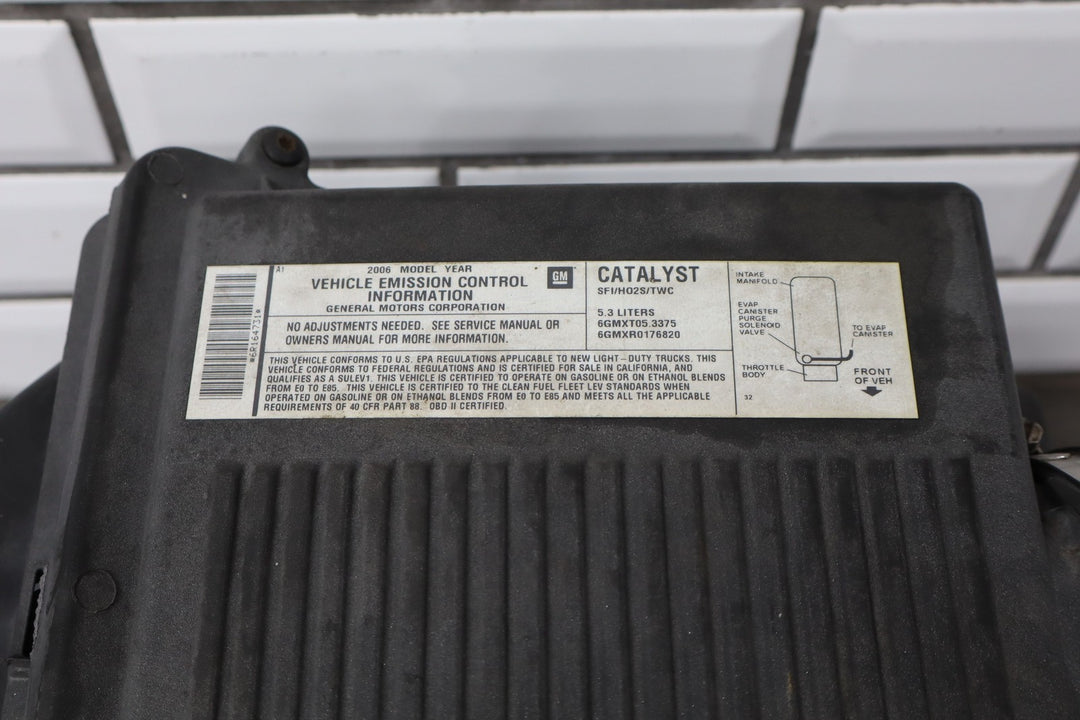 *6R164731*
A1
2006 MODEL YEAR
VEHICLE EMISSION CONTROL
INFORMATION
GENERAL MOTORS CORPORATION
GM
NO ADJUSTMENTS NEEDED. SEE SERVICE MANUAL OR
OWNERS MANUAL FOR MORE INFORMATION.
CATALYST
SFI/HO2S/TWC
5.3 LITERS
6GMXT05.3375
6GMXR0176820
THIS VEHICLE CONFORMS TO U.S. EPA REGULATIONS APPLICABLE TO NEW LIGHT-DUTY TRUCKS. THIS
VEHICLE CONFORMS TO FEDERAL REGULATIONS AND IS CERTIFIED FOR SALE IN CALIFORNIA, AND
QUALIFIES AS A SULEV1. THIS VEHICLE IS CERTIFIED TO OPERATE ON GASOLINE OR ON ETHANOL BLENDS
FROM E0 TO E85. THIS VEHICLE IS CERTIFIED TO THE CLEAN FUEL FLEET LEV STANDARDS WHEN
OPERATED ON GASOLINE OR ON ETHANOL BLENDS FROM E0 TO E85 AND MEETS ALL THE APPLICABLE
REQUIREMENTS OF 40 CFR PART 88. OBD II CERTIFIED.
INTAKE
MANIFOLD
EVAP
CANISTER
PURGE
SOLENOID
VALVE
TO EVAP
CANISTER
THROTTLE
BODY
FRONT
OF VEH
32